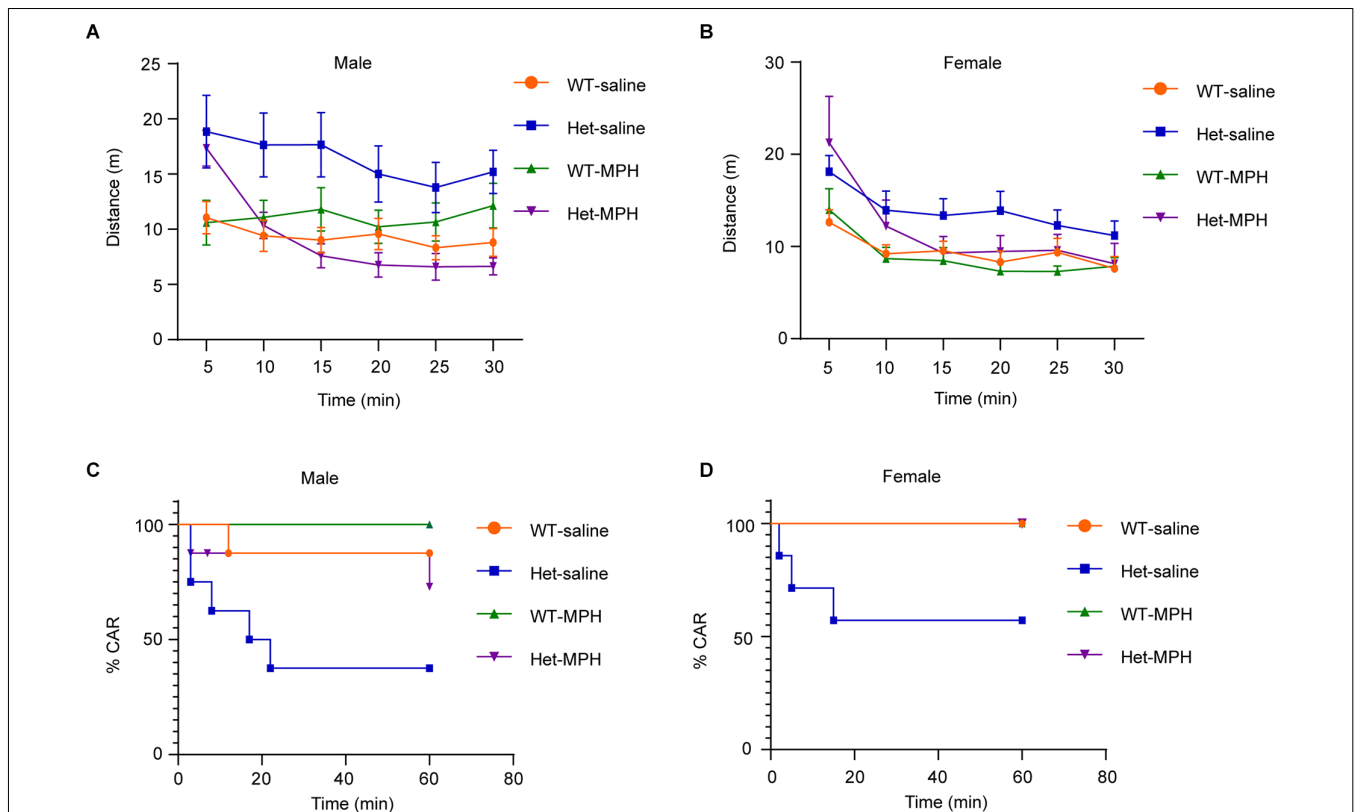 A
Male
25
20
15
10
5
0
Distance (m)
5 10 15 20 25 30
Time (min)
WT-saline
Het-saline
WT-MPH
Het-MPH
B
Female
30
20
10
0
Distance (m)
5 10 15 20 25 30
Time (min)
WT-saline
Het-saline
WT-MPH
Het-MPH
C
Male
100
50
0
% CAR
0 20 40 60 80
Time (min)
WT-saline
Het-saline
WT-MPH
Het-MPH
D
Female
100
50
0
% CAR
0 20 40 60 80
Time (min)
WT-saline
Het-saline
WT-MPH
Het-MPH